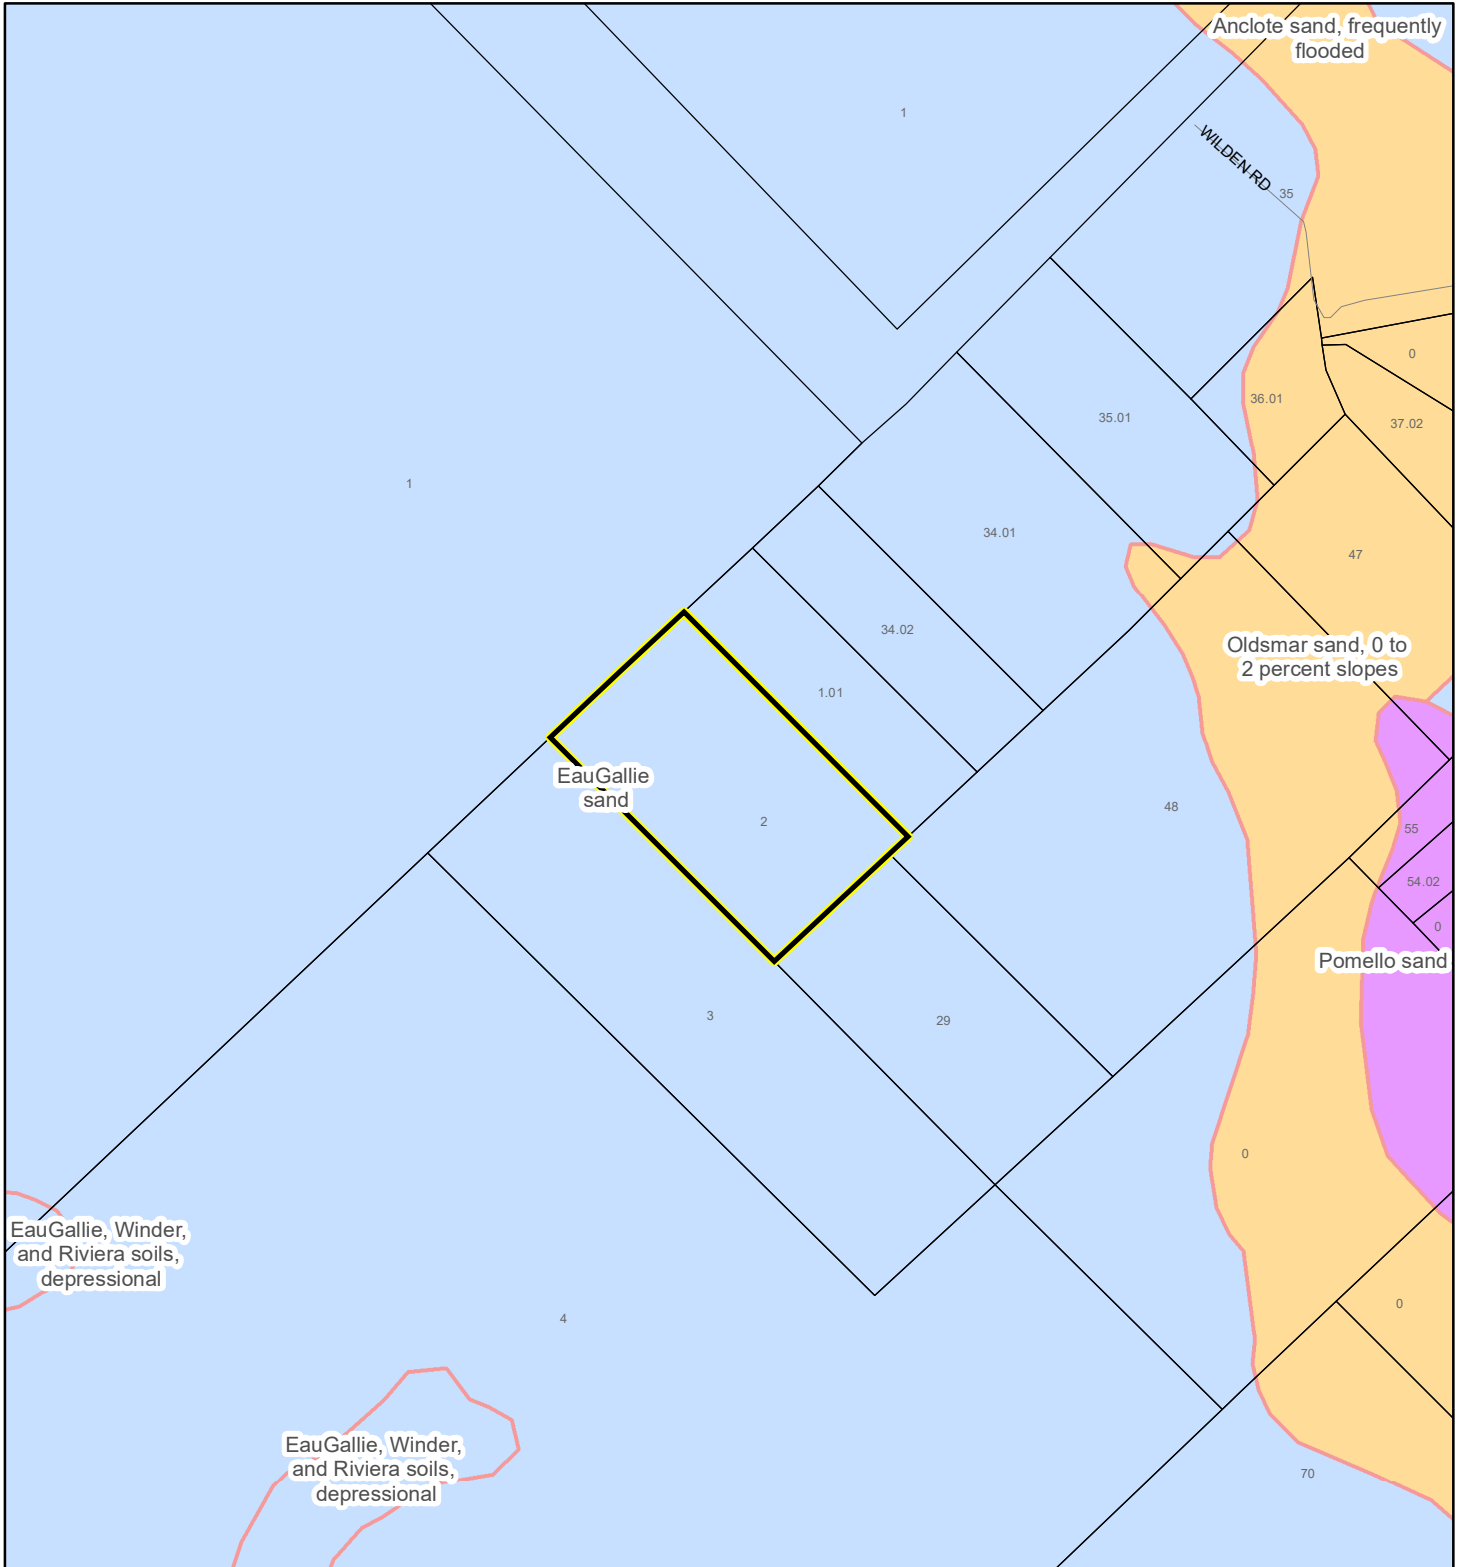 Anclote sand, frequently
flooded
1
WILDEN RD
35
0
36.01
35.01
37.02
1
34.01
47
34.02
Oldsmar sand, 0 to
2 percent slopes
1.01
EauGallie
sand
48
2
55
54.02
0
Pomello sand
3
29
0
EauGallie, Winder,
and Riviera soils,
depressional
0
4
EauGallie, Winder,
and Riviera soils,
depressional
70